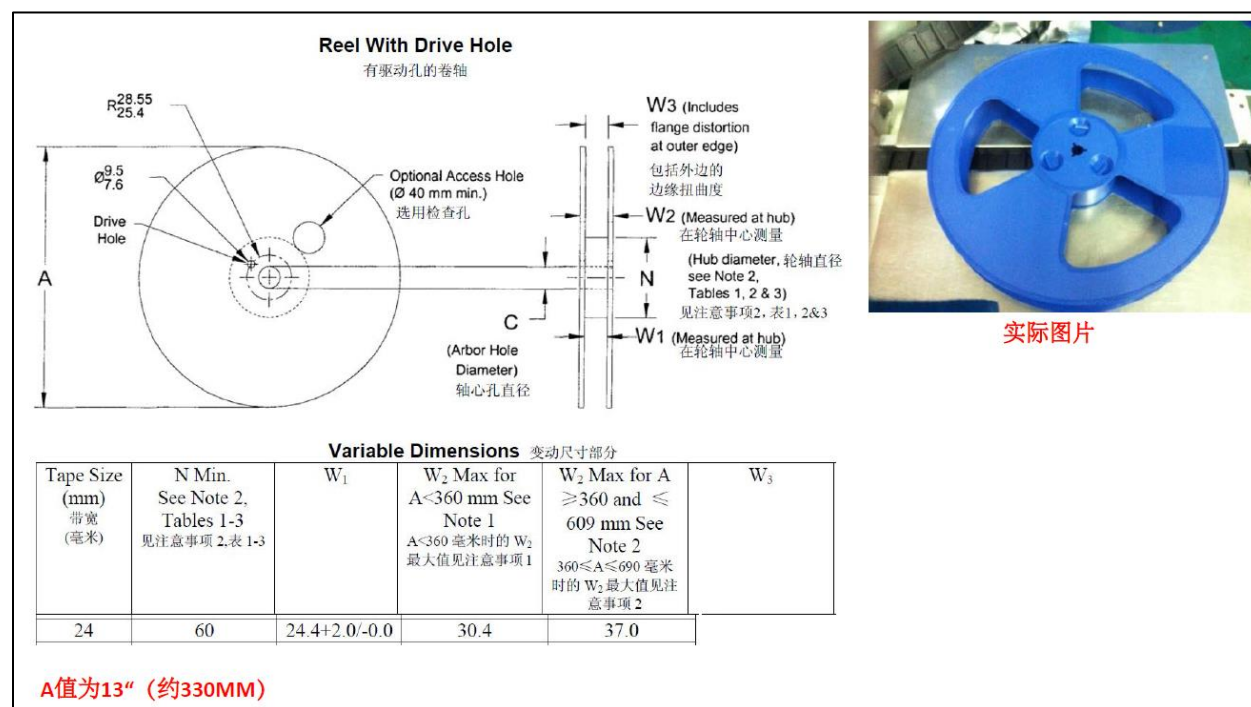 Reel With Drive Hole
有驱动孔的卷轴
R28.55
25.4
Ø9.5
7.6
Drive
Hole
A
Optional Access Hole
(Ø 40 mm min.)
选用检查孔
W3 (Includes
flange distortion
at outer edge)
包括外边的
边缘扭曲度
W2 (Measured at hub)
在轮轴中心测量
N
(Hub diameter, 轮轴直径
see Note 2,
Tables 1, 2 & 3)
见注意事项2，表1，2&3
C
W1 (Measured at hub)
在轮轴中心测量
(Arbor Hole
Diameter)
轴心孔直径
实际图片
Variable Dimensions 变动尺寸部分
Tape Size
(mm)
带宽
(毫米)
N Min.
See Note 2,
Tables 1-3
见注意事项 2,表 1-3
W₁
W₂ Max for
A<360 mm See
Note 1
A<360 毫米时的 W₂
最大值见注意事项1
W₂ Max for A
≥360 and ≤
609 mm See
Note 2
360≤A≤690 毫米
时的 W₂ 最大值见注
意事项 2
W₃
24
60
24.4+2.0/-0.0
30.4
37.0
A值为13“（约330MM）